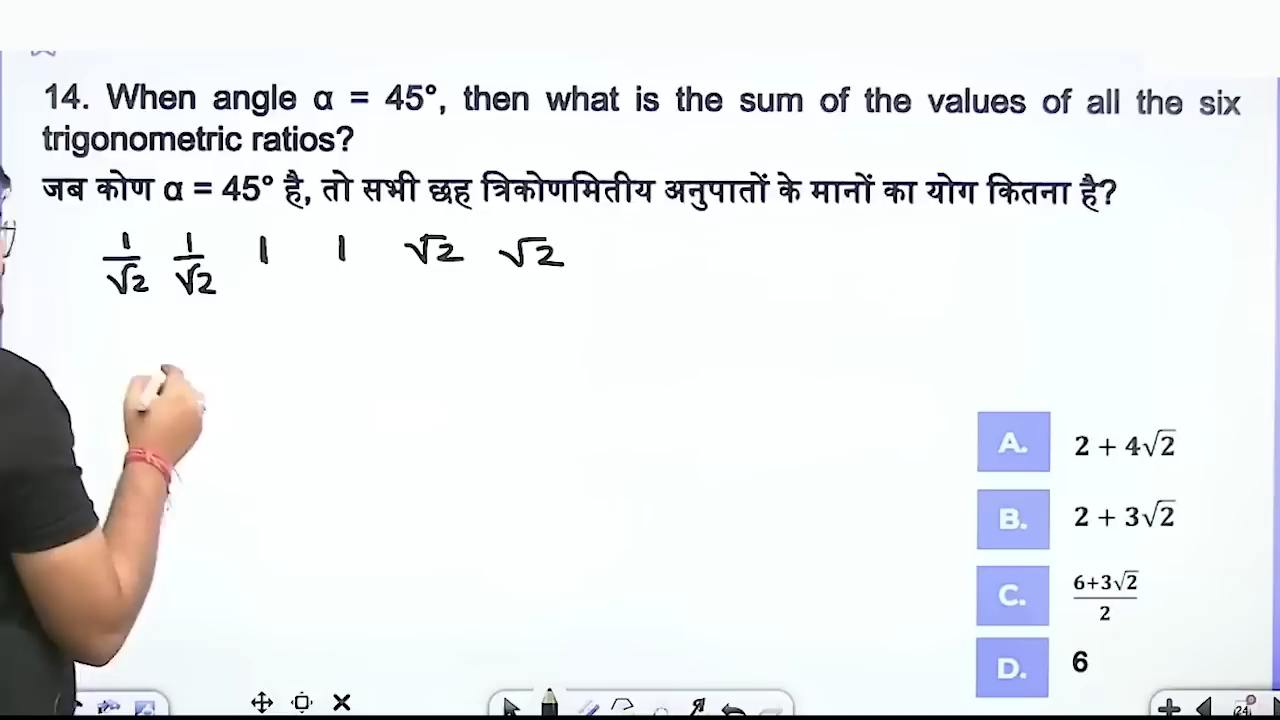 14. When angle α = 45°, then what is the sum of the values of all the six
trigonometric ratios?
जब कोण α = 45° है, तो सभी छह त्रिकोणमितीय अनुपातों के मानों का योग कितना है?
1/√2 1/√2 1 1 √2 √2
A. 2 + 4√2
B. 2 + 3√2
C. (6+3√2)/2
D. 6